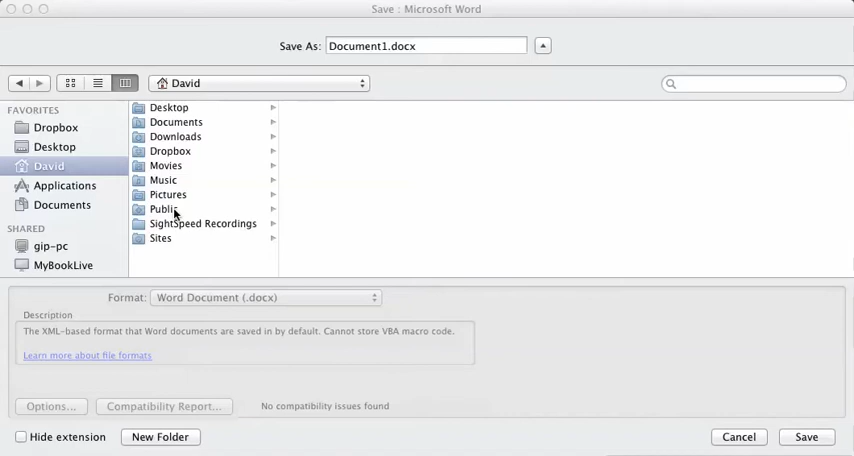 Save : Microsoft Word
Save As: Document1.docx
David
FAVORITES
Dropbox
Desktop
David
Applications
Documents
SHARED
gip-pc
MyBookLive
Desktop
Documents
Downloads
Dropbox
Movies
Music
Pictures
Public
SightSpeed Recordings
Sites
Format: Word Document (.docx)
Description
The XML-based format that Word documents are saved in by default. Cannot store VBA macro code.
Learn more about file formats
Options... Compatibility Report... No compatibility issues found
Hide extension New Folder Cancel Save